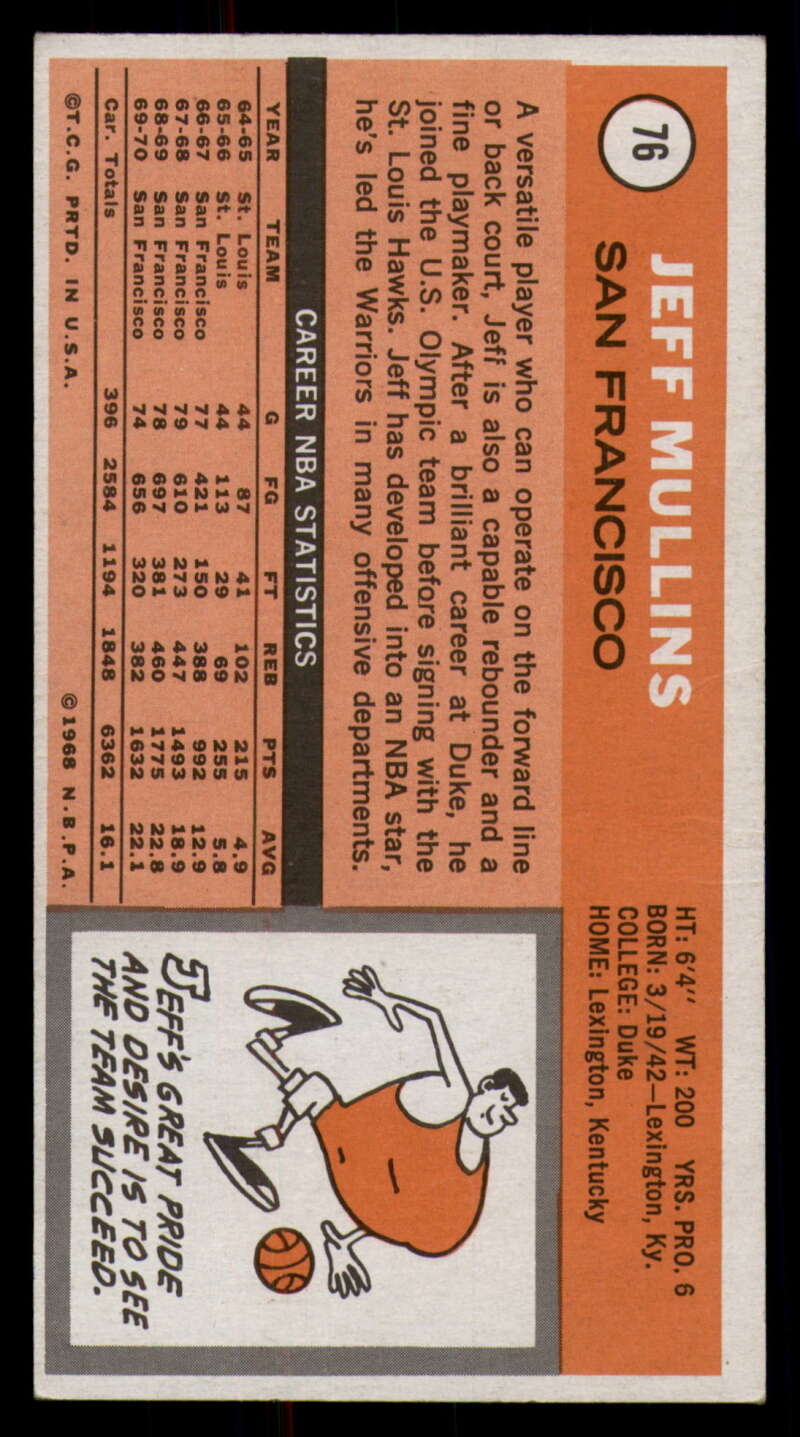 76
JEFF MULLINS
SAN FRANCISCO
HT: 6'4" WT: 200 YRS. PRO. 6
BORN: 3/19/42—Lexington, Ky.
COLLEGE: Duke
HOME: Lexington, Kentucky
A versatile player who can operate on the forward line
or back court, Jeff is also a capable rebounder and a
fine playmaker. After a brilliant career at Duke, he
joined the U.S. Olympic team before signing with the
St. Louis Hawks. Jeff has developed into an NBA star,
he's led the Warriors in many offensive departments.
CAREER NBA STATISTICS
YEAR TEAM G FG FT REB PTS AVG
64-65 St. Louis 44 87 41 102 215 4.9
65-66 St. Louis 44 113 29 69 255 5.8
66-67 San Francisco 77 421 150 388 992 12.9
67-68 San Francisco 79 610 273 447 1493 18.9
68-69 San Francisco 78 697 381 460 1775 22.8
69-70 San Francisco 74 656 320 382 1632 22.1
Car. Totals 396 2584 1194 1848 6362 16.1
©T.C.G. PRTD. IN U.S.A. ©1968 N.B.P.A.
JEFF'S GREAT PRIDE
AND DESIRE IS TO SEE
THE TEAM SUCCEED.